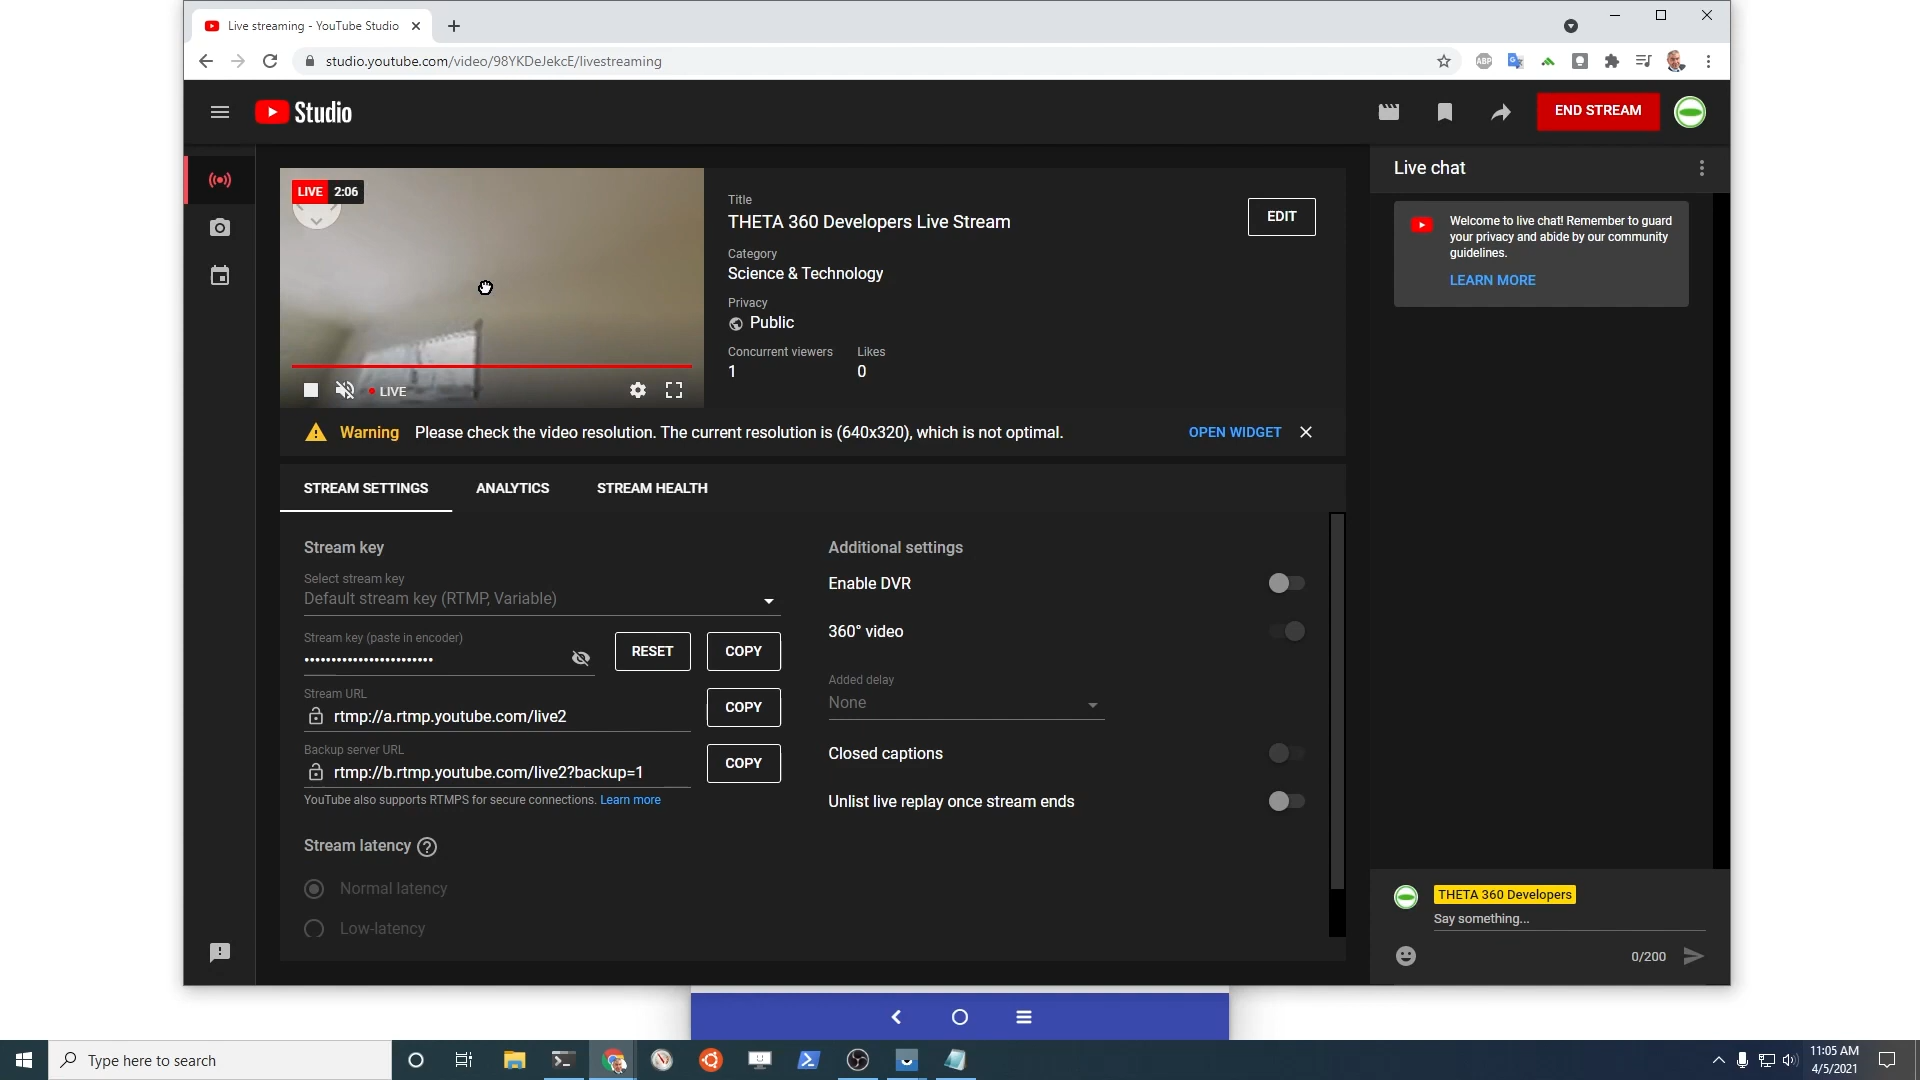 Live streaming - YouTube Studio
studio.youtube.com/video/98YKDeJekcE/livestreaming
ABP
Studio
END STREAM
LIVE 2:06
LIVE
Title
THETA 360 Developers Live Stream
EDIT
Category
Science & Technology
Privacy
Public
Concurrent viewers
Likes
1
0
Warning Please check the video resolution. The current resolution is (640x320), which is not optimal.
OPEN WIDGET
STREAM SETTINGS
ANALYTICS
STREAM HEALTH
Stream key
Select stream key
Default stream key (RTMP, Variable)
Stream key (paste in encoder)
••••••••••••••••••••••••
RESET
COPY
Stream URL
rtmp://a.rtmp.youtube.com/live2
COPY
Backup server URL
rtmp://b.rtmp.youtube.com/live2?backup=1
COPY
YouTube also supports RTMPS for secure connections. Learn more
Stream latency
Normal latency
Low-latency
Additional settings
Enable DVR
360° video
Added delay
None
Closed captions
Unlist live replay once stream ends
Live chat
Welcome to live chat! Remember to guard
your privacy and abide by our community
guidelines.
LEARN MORE
THETA 360 Developers
Say something...
0/200
Type here to search
11:05 AM
4/5/2021